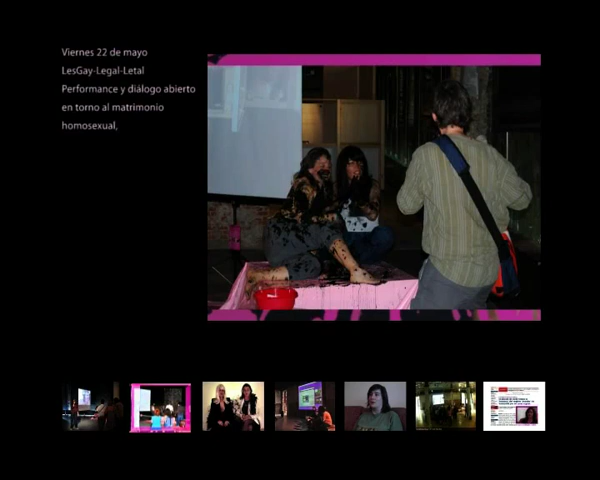 Viernes 22 de mayo
LesGay-Legal-Letal
Performance y diálogo abierto
en torno al matrimonio
homosexual,